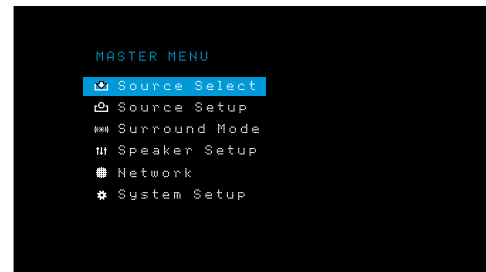 MASTER MENU
Source Select
Source Setup
Surround Mode
Speaker Setup
Network
System Setup